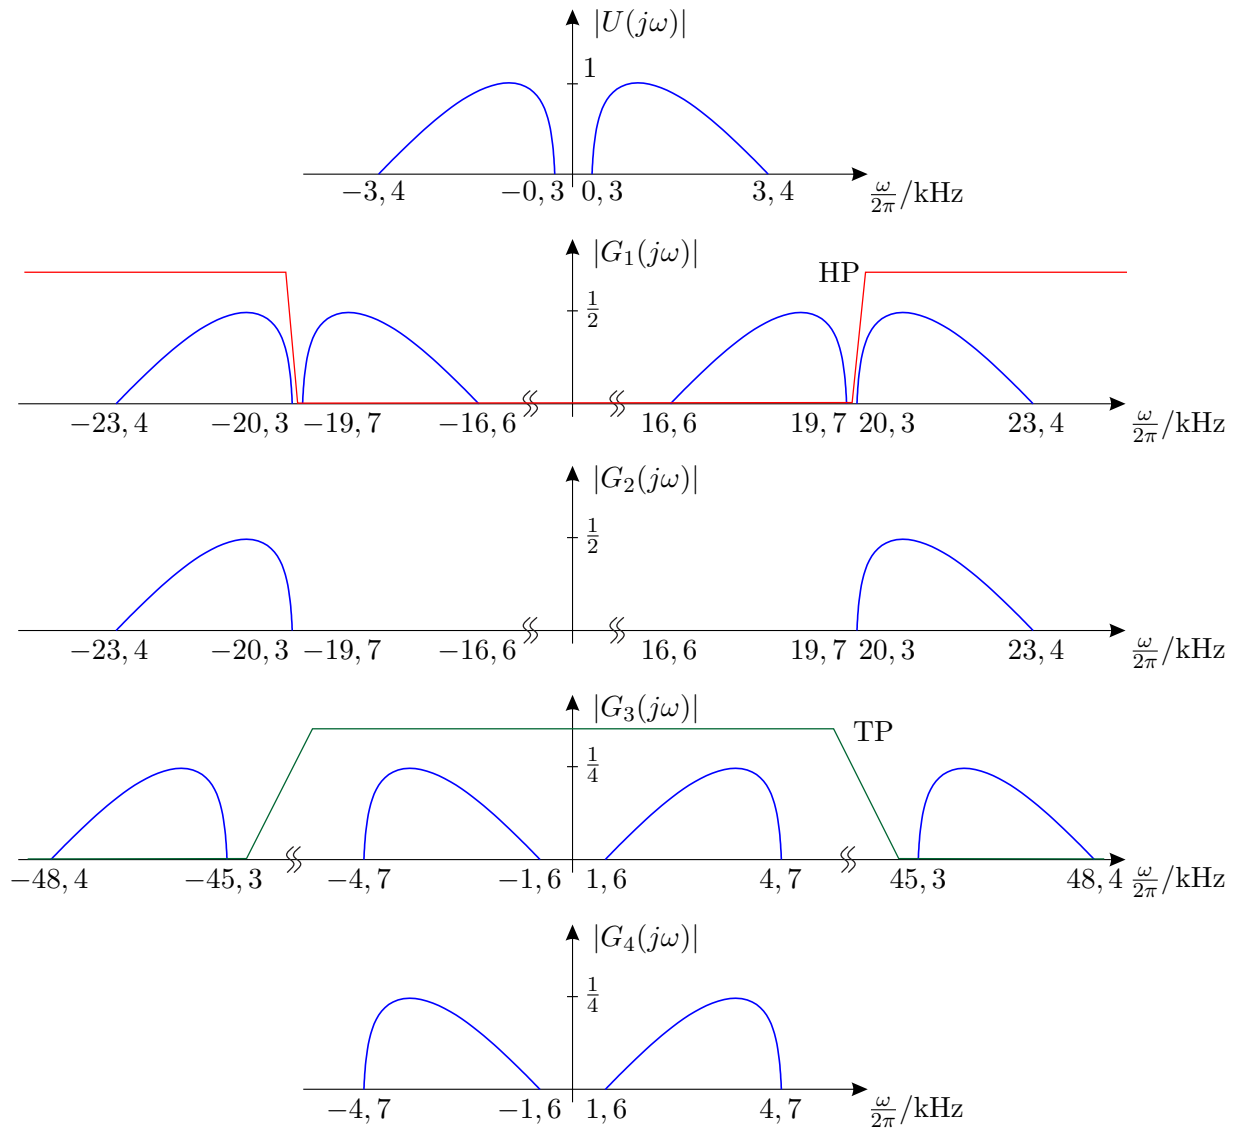 |U(jω)|
1
−3,4 −0,3 0,3 3,4 ω/2π/kHz
|G₁(jω)|
HP
1/2
−23,4 −20,3 −19,7 −16,6 16,6 19,7 20,3 23,4 ω/2π/kHz
|G₂(jω)|
1/2
−23,4 −20,3 −19,7 −16,6 16,6 19,7 20,3 23,4 ω/2π/kHz
|G₃(jω)|
TP
1/4
−48,4 −45,3 −4,7 −1,6 1,6 4,7 45,3 48,4 ω/2π/kHz
|G₄(jω)|
1/4
−4,7 −1,6 1,6 4,7 ω/2π/kHz